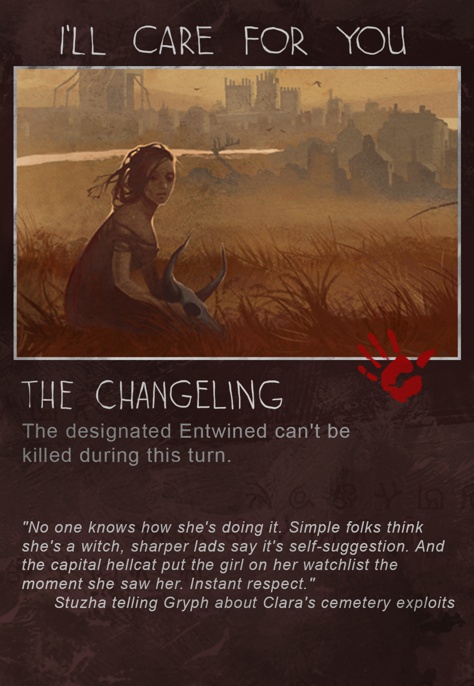 I'LL CARE FOR YOU
THE CHANGELING
The designated Entwined can't be
killed during this turn.
"No one knows how she's doing it. Simple folks think
she's a witch, sharper lads say it's self-suggestion. And
the capital hellcat put the girl on her watchlist the
moment she saw her. Instant respect."
Stuzha telling Gryph about Clara's cemetery exploits